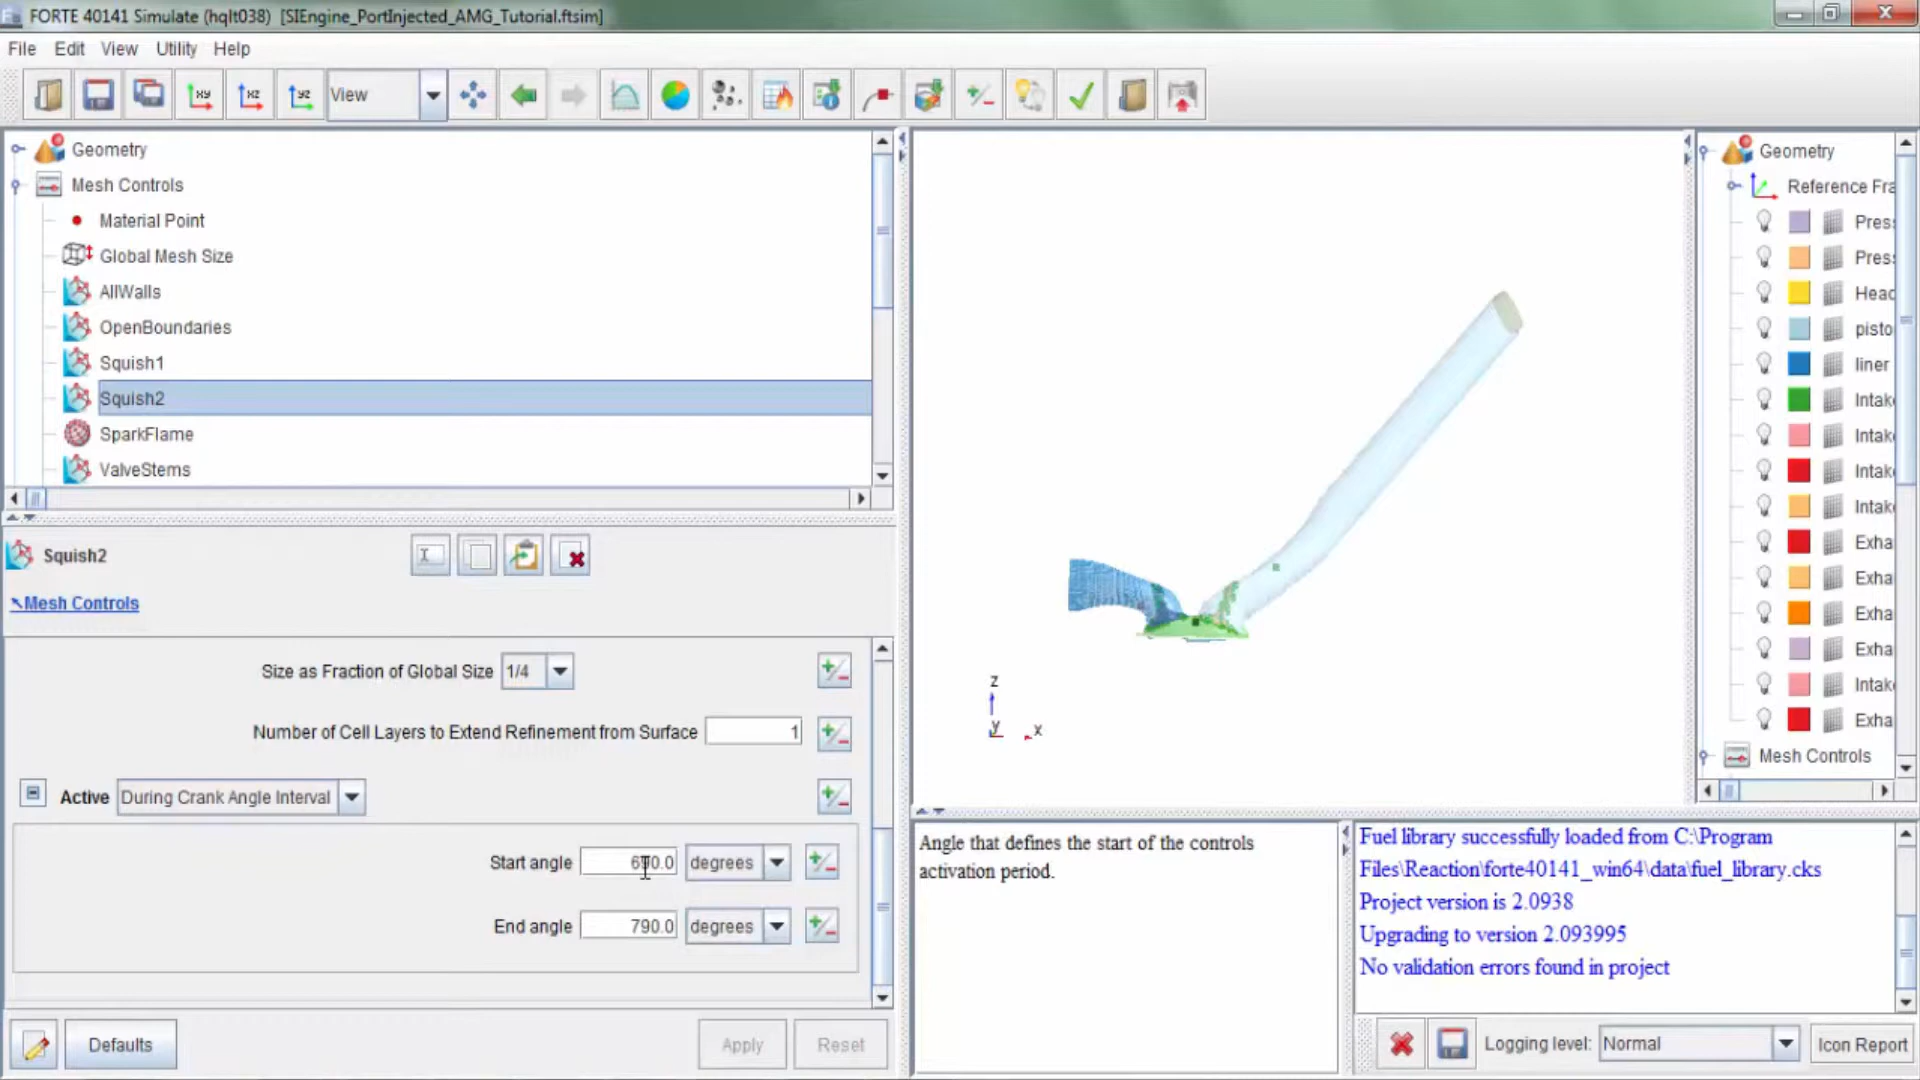 FORTE 40141 Simulate (hqlt038) [SIEngine_PortInjected_AMG_Tutorial.ftsim]
File Edit View Utility Help
XY XZ YZ View
Geometry
Mesh Controls
Material Point
Global Mesh Size
AllWalls
OpenBoundaries
Squish1
Squish2
SparkFlame
ValveStems
Squish2
Mesh Controls
Size as Fraction of Global Size 1/4
Number of Cell Layers to Extend Refinement from Surface 1
Active During Crank Angle Interval
Start angle degrees
End angle 790.0 degrees
Defaults Apply Reset
z
y x
Geometry
Reference Fra
Pres
Pres
Head
pisto
liner
Intak
Intak
Intak
Intak
Exha
Exha
Exha
Exha
Intak
Exha
Mesh Controls
Angle that defines the start of the controls
activation period.
Fuel library successfully loaded from C:\Program
Files\Reaction\forte40141_win64\data\fuel_library.cks
Project version is 2.0938
Upgrading to version 2.093995
No validation errors found in project
Logging level: Normal Icon Report